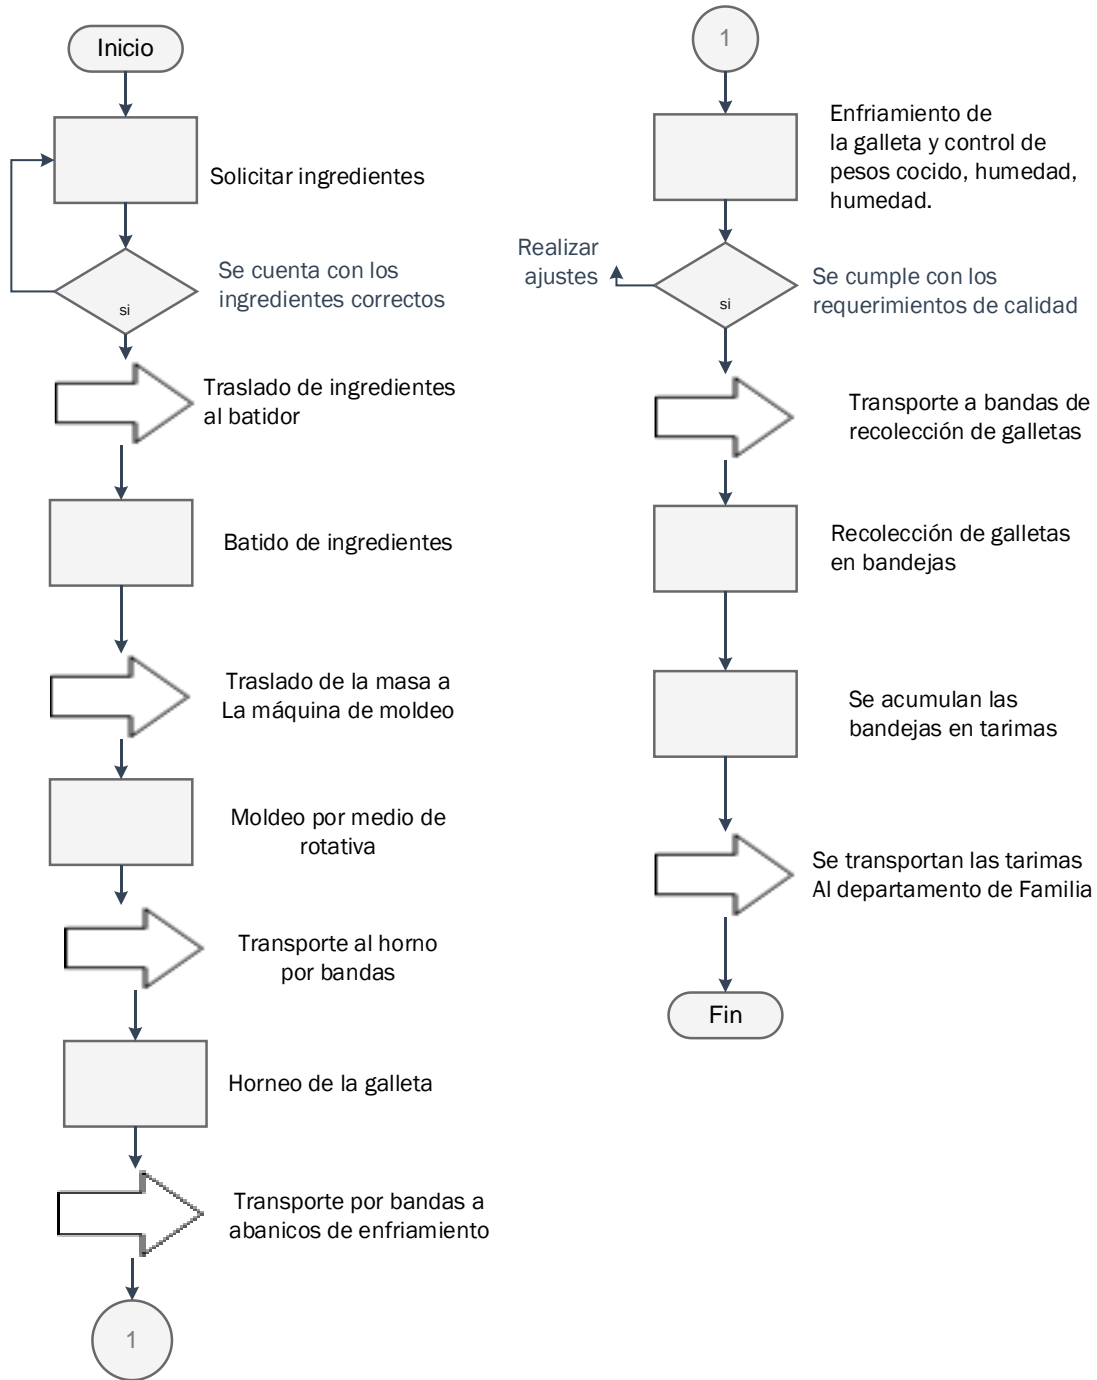 Inicio
Solicitar ingredientes
Se cuenta con los
ingredientes correctos
si
Traslado de ingredientes
al batidor
Batido de ingredientes
Traslado de la masa a
La máquina de moldeo
Moldeo por medio de
rotativa
Transporte al horno
por bandas
Horneo de la galleta
Transporte por bandas a
abanicos de enfriamiento
1
1
Enfriamiento de
la galleta y control de
pesos cocido, humedad,
humedad.
Realizar
ajustes
Se cumple con los
requerimientos de calidad
si
Transporte a bandas de
recolección de galletas
Recolección de galletas
en bandejas
Se acumulan las
bandejas en tarimas
Se transportan las tarimas
Al departamento de Familia
Fin